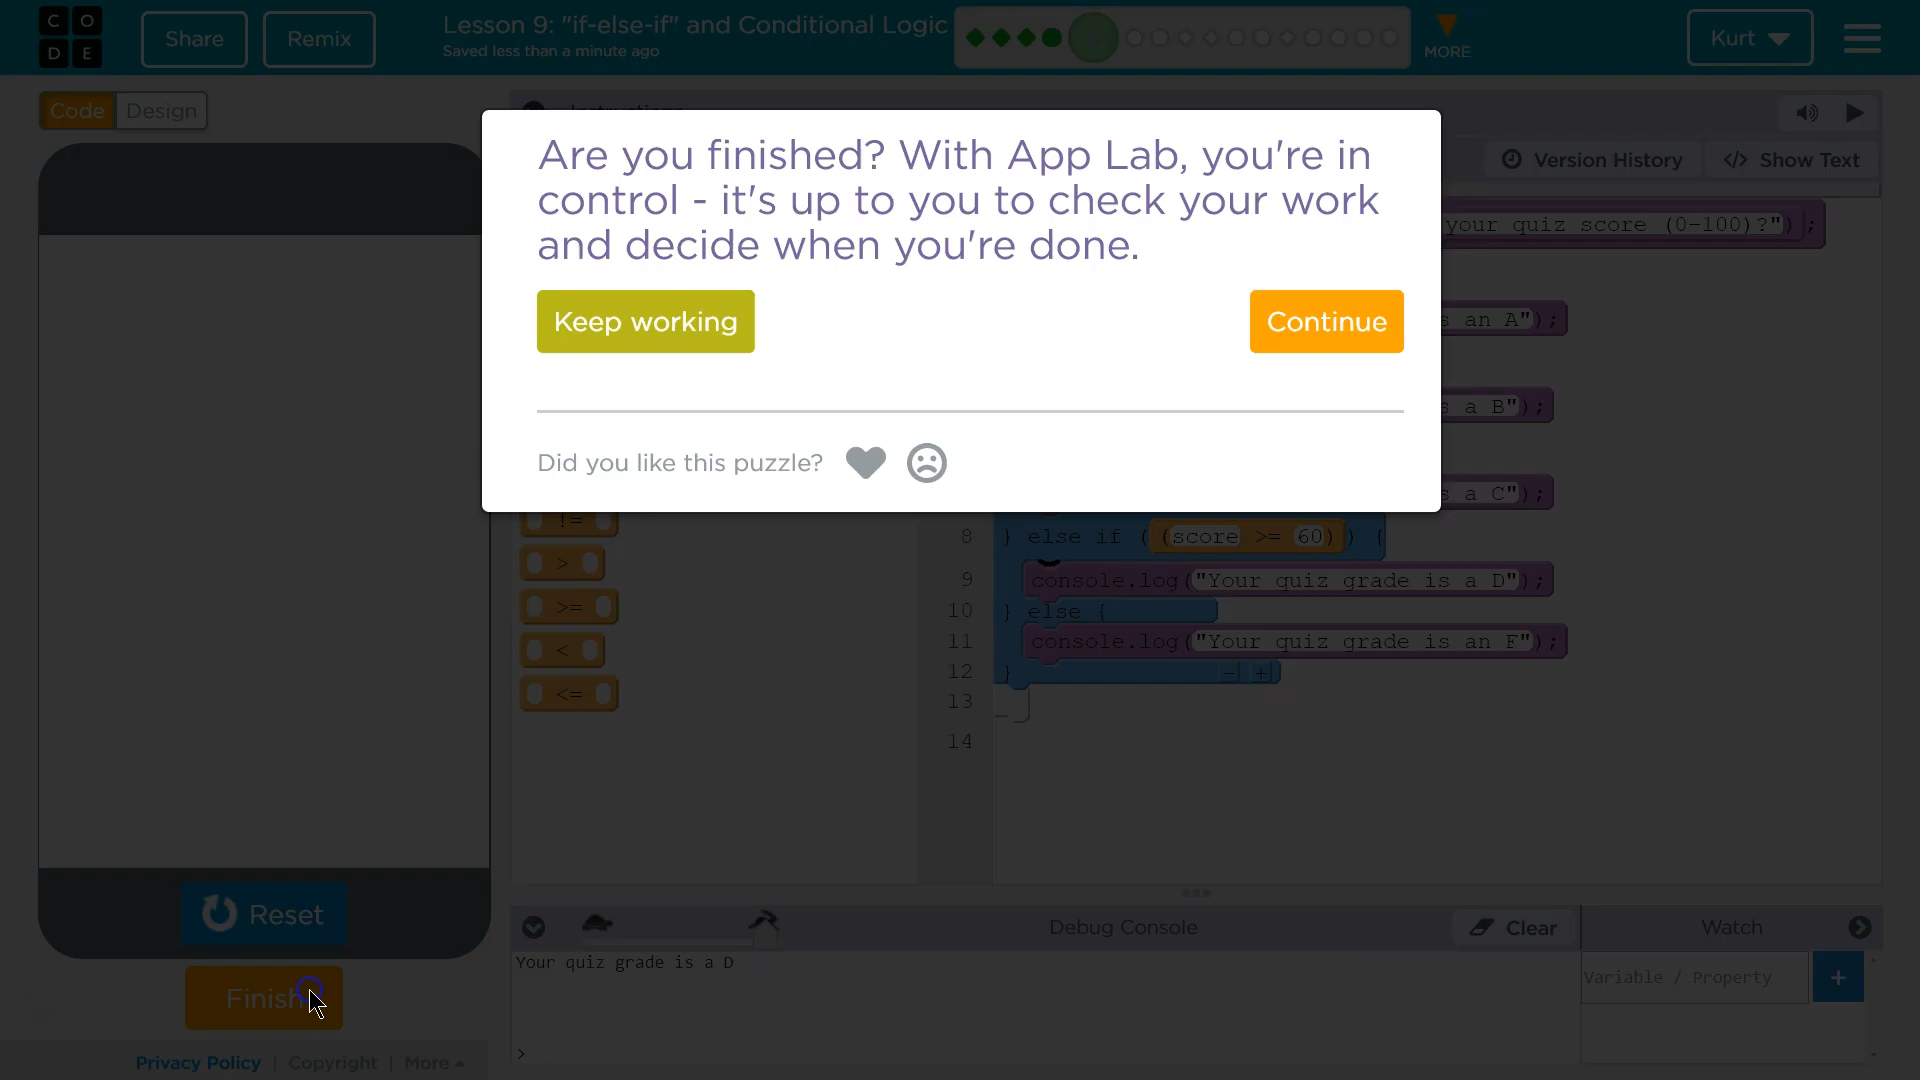 C O
D E
Share
Remix
Lesson 9: "if-else-if" and Conditional Logic
Saved less than a minute ago
MORE
Kurt
Code
Design
Instructions
Version History
</> Show Text
Are you finished? With App Lab, you're in
control - it's up to you to check your work
and decide when you're done.
Keep working
Continue
Did you like this puzzle?
your quiz score (0-100)?");
s an A");
s a B");
s a C");
!=
>
>=
<
<=
8 } else if ((score >= 60)) {
9 console.log("Your quiz grade is a D");
10 } else {
11 console.log("Your quiz grade is an F");
12 } - +
13
14
Reset
Finish
Debug Console
Clear
Watch
Your quiz grade is a D
Variable / Property
+
>
Privacy Policy | Copyright | More